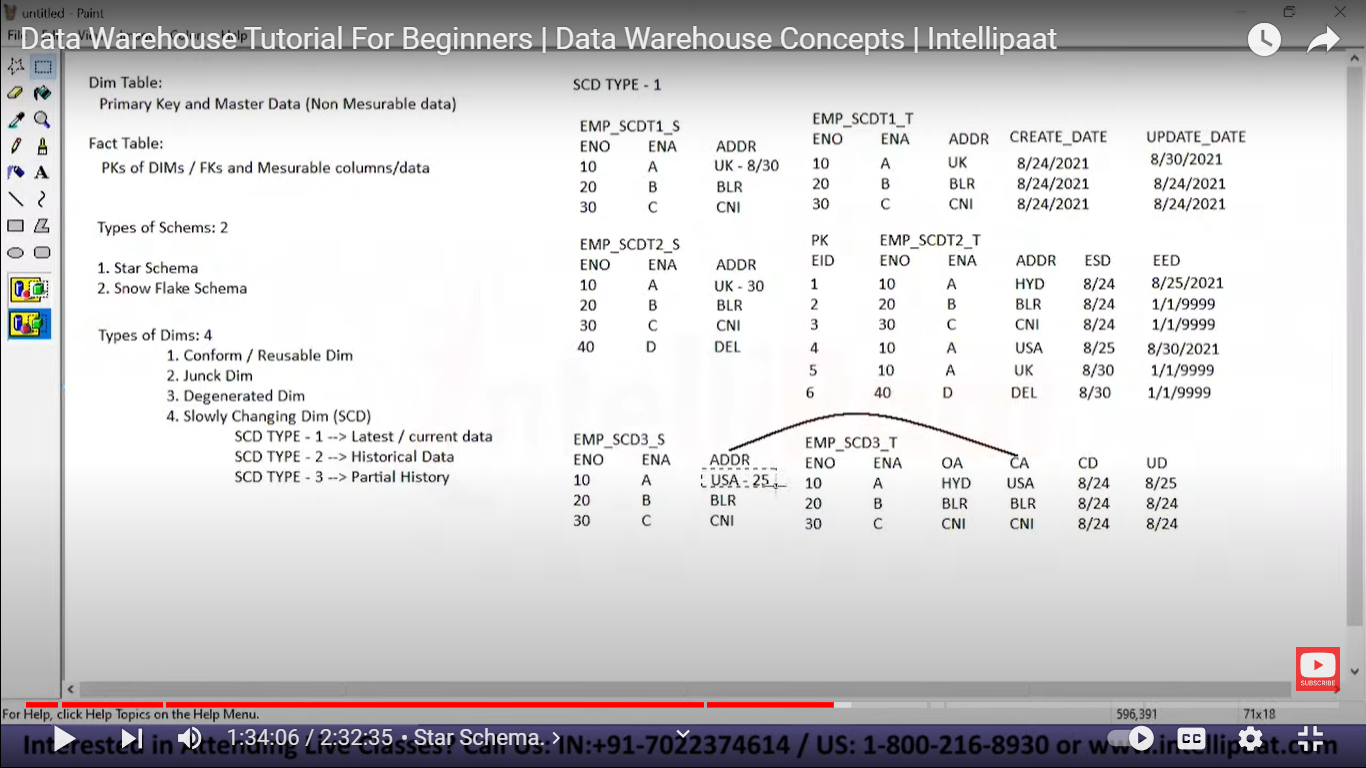 untitled - Paint
Data Warehouse Tutorial For Beginners | Data Warehouse Concepts | Intellipaat
Dim Table:
Primary Key and Master Data (Non Mesurable data)
Fact Table:
PKs of DIMs / FKs and Mesurable columns/data
Types of Schems: 2
1. Star Schema
2. Snow Flake Schema
Types of Dims: 4
1. Conform / Reusable Dim
2. Junck Dim
3. Degenerated Dim
4. Slowly Changing Dim (SCD)
SCD TYPE - 1 --> Latest / current data
SCD TYPE - 2 --> Historical Data
SCD TYPE - 3 --> Partial History
SCD TYPE - 1
EMP_SCDT1_S
ENO ENA ADDR
10 A UK - 8/30
20 B BLR
30 C CNI
EMP_SCDT1_T
ENO ENA ADDR CREATE_DATE UPDATE_DATE
10 A UK 8/24/2021 8/30/2021
20 B BLR 8/24/2021 8/24/2021
30 C CNI 8/24/2021 8/24/2021
EMP_SCDT2_S
ENO ENA ADDR
10 A UK - 30
20 B BLR
30 C CNI
40 D DEL
PK EMP_SCDT2_T
EID ENO ENA ADDR ESD EED
1 10 A HYD 8/24 8/25/2021
2 20 B BLR 8/24 1/1/9999
3 30 C CNI 8/24 1/1/9999
4 10 A USA 8/25 8/30/2021
5 10 A UK 8/30 1/1/9999
6 40 D DEL 8/30 1/1/9999
EMP_SCD3_S
ENO ENA ADDR
10 A USA - 25
20 B BLR
30 C CNI
EMP_SCD3_T
ENO ENA OA CA CD UD
10 A HYD USA 8/24 8/25
20 B BLR BLR 8/24 8/24
30 C CNI CNI 8/24 8/24
SUBSCRIBE
For Help, click Help Topics on the Help Menu.
596,391 71x18
Interested in Attending Live Classes? Call Us: IN:+91-7022374614 / US: 1-800-216-8930 or www.intellipaat.com
1:34:06 / 2:32:35 • Star Schema. >
CC